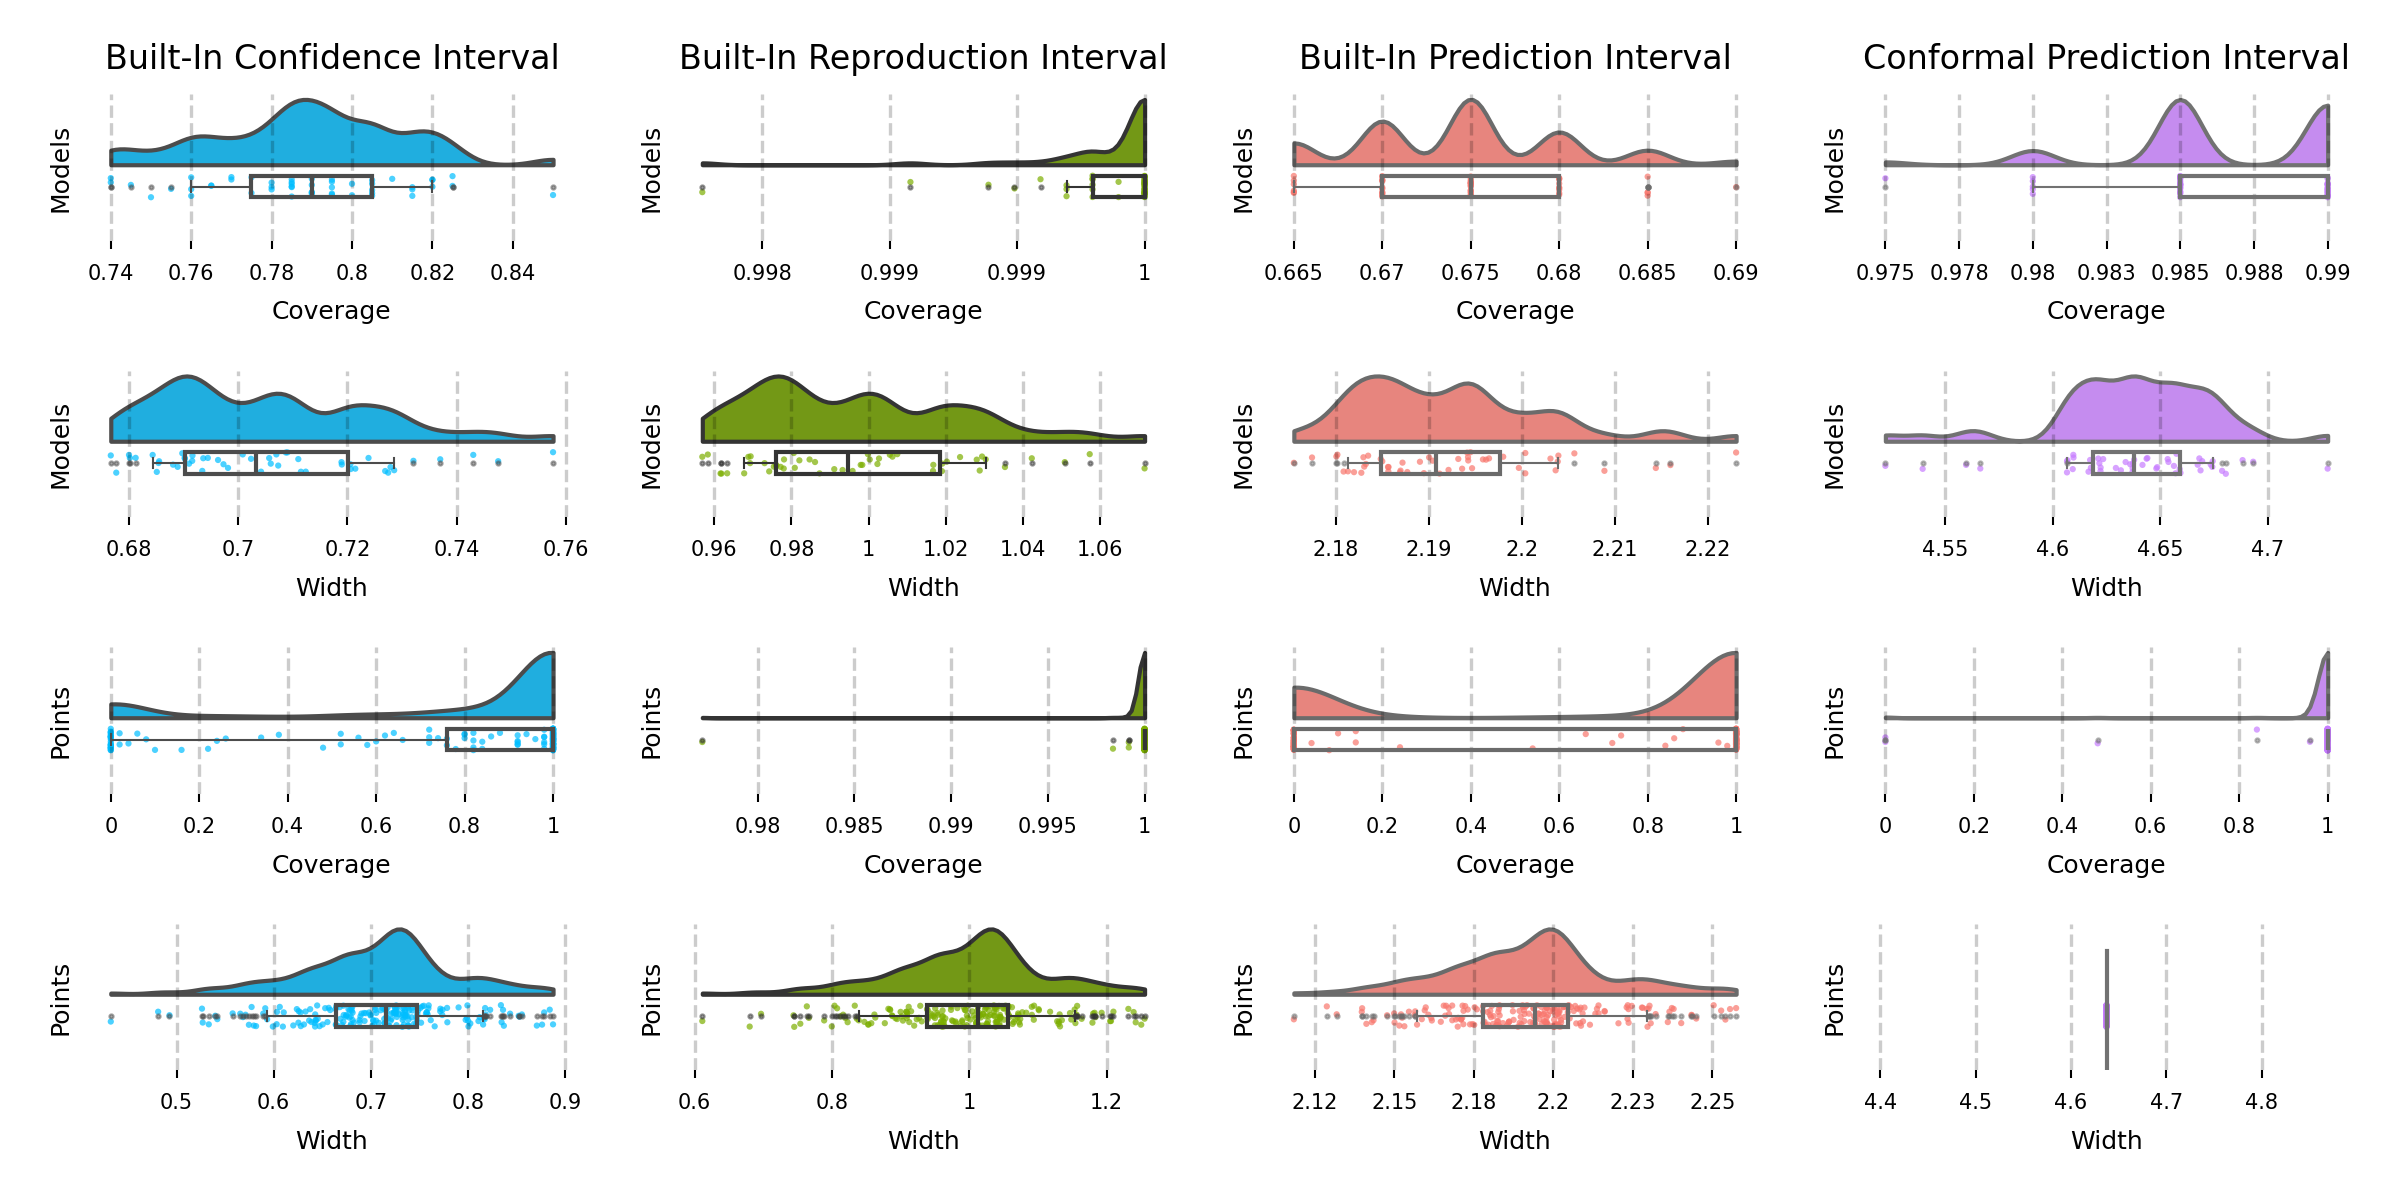 Built-In Confidence Interval Built-In Reproduction Interval Built-In Prediction Interval Conformal Prediction Interval
Models Models Models Models
0.74 0.76 0.78 0.8 0.82 0.84 0.998 0.999 0.999 1 0.665 0.67 0.675 0.68 0.685 0.69 0.975 0.978 0.98 0.983 0.985 0.988 0.99
Coverage Coverage Coverage Coverage
Models Models Models Models
0.68 0.7 0.72 0.74 0.76 0.96 0.98 1 1.02 1.04 1.06 2.18 2.19 2.2 2.21 2.22 4.55 4.6 4.65 4.7
Width Width Width Width
Points Points Points Points
0 0.2 0.4 0.6 0.8 1 0.98 0.985 0.99 0.995 1 0 0.2 0.4 0.6 0.8 1 0 0.2 0.4 0.6 0.8 1
Coverage Coverage Coverage Coverage
Points Points Points Points
0.5 0.6 0.7 0.8 0.9 0.6 0.8 1 1.2 2.12 2.15 2.18 2.2 2.23 2.25 4.4 4.5 4.6 4.7 4.8
Width Width Width Width